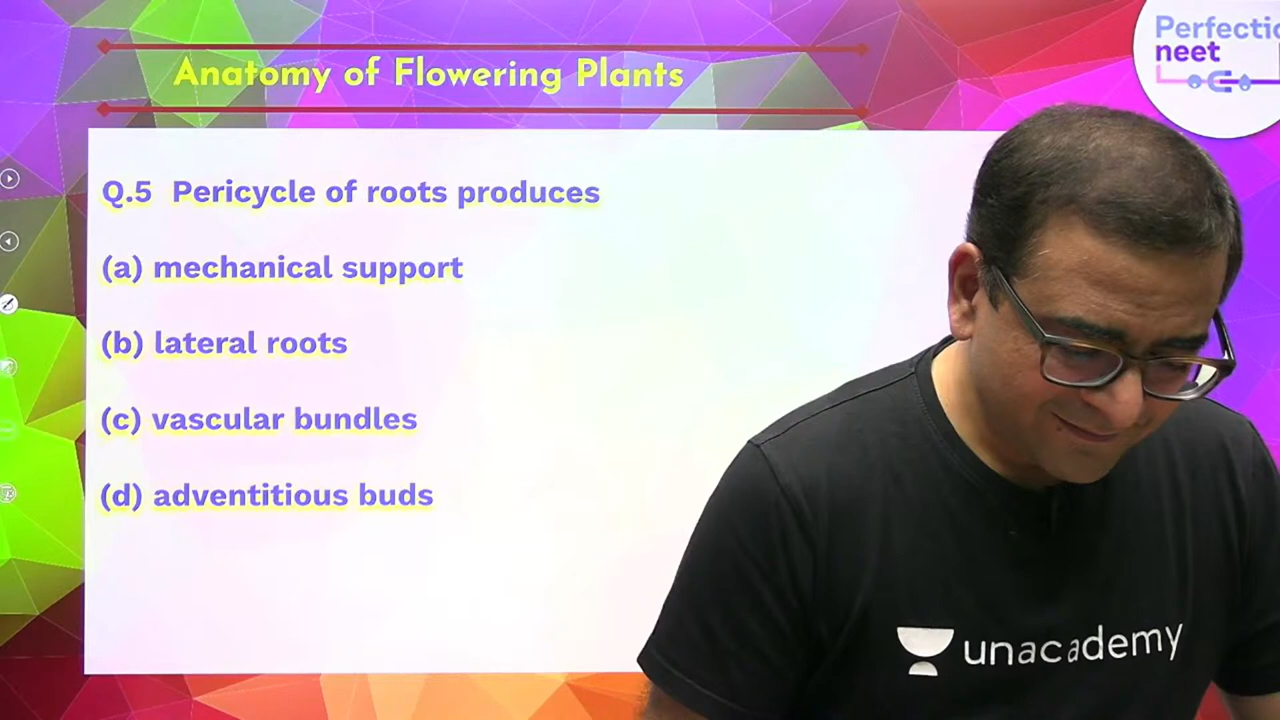 Perfectio
neet
Anatomy of Flowering Plants
Q.5 Pericycle of roots produces
(a) mechanical support
(b) lateral roots
(c) vascular bundles
(d) adventitious buds
unacademy